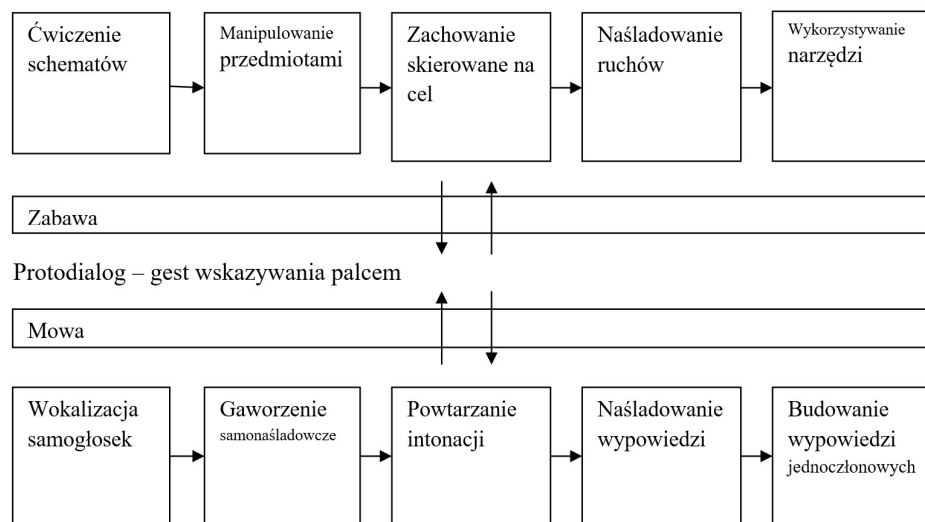 Ćwiczenie
schematów
Manipulowanie
przedmiotami
Zachowanie
skierowane na
cel
Naśladowanie
ruchów
Wykorzystywanie
narzędzi
Zabawa
Protodialog – gest wskazywania palcem
Mowa
Wokalizacja
samogłosek
Gaworzenie
samonaśladowcze
Powtarzanie
intonacji
Naśladowanie
wypowiedzi
Budowanie
wypowiedzi
jednoczłonowych